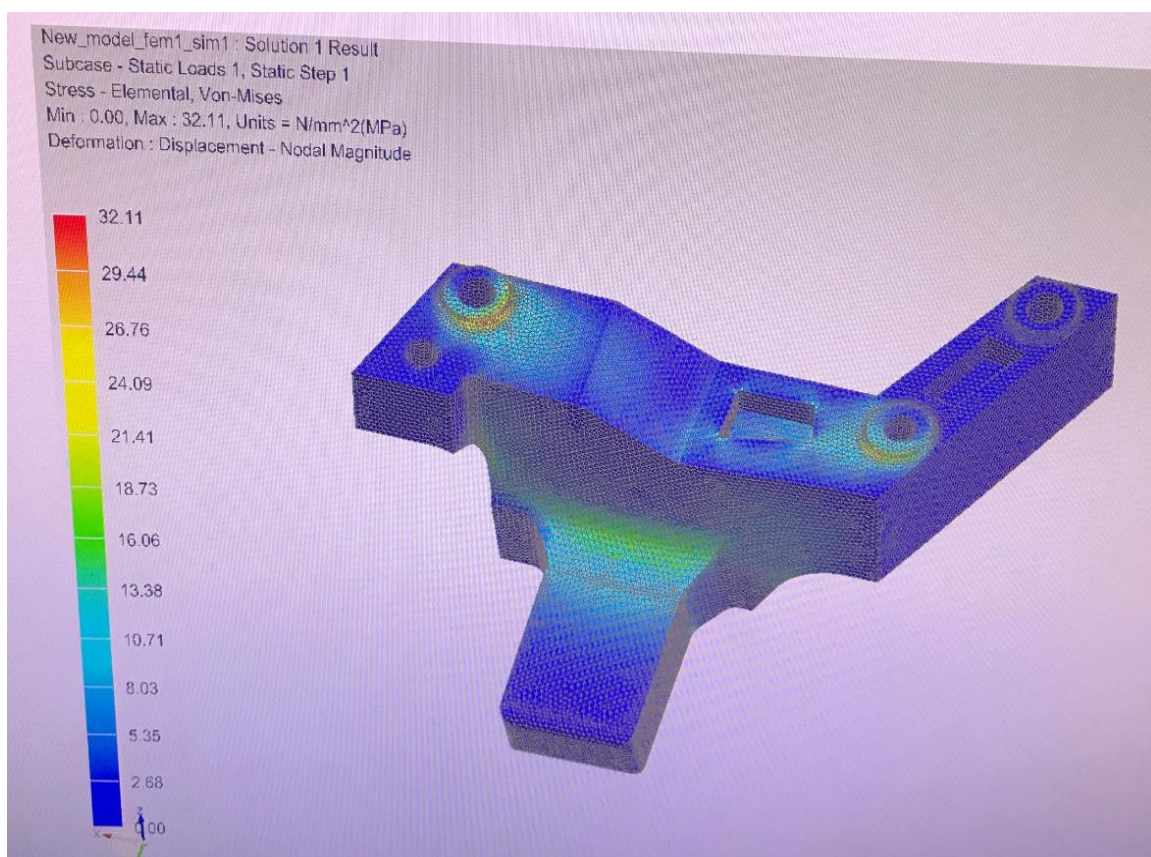 New_model_fem1_sim1 : Solution 1 Result
Subcase - Static Loads 1, Static Step 1
Stress - Elemental, Von-Mises
Min : 0.00, Max : 32.11, Units = N/mm^2(MPa)
Deformation : Displacement - Nodal Magnitude
32.11
29.44
26.76
24.09
21.41
18.73
16.06
13.38
10.71
8.03
5.35
2.68
0.00
Z
X